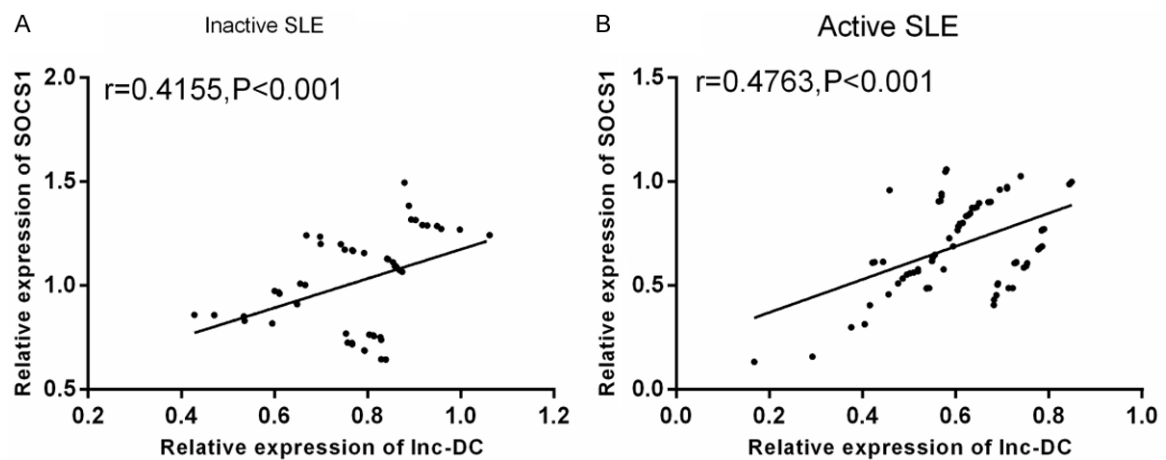 A
Inactive SLE
r=0.4155,P<0.001
Relative expression of SOCS1
2.0
1.5
1.0
0.5
0.2 0.4 0.6 0.8 1.0 1.2
Relative expression of lnc-DC
B
Active SLE
r=0.4763,P<0.001
Relative expression of SOCS1
1.5
1.0
0.5
0.0
0.0 0.2 0.4 0.6 0.8 1.0
Relative expression of lnc-DC